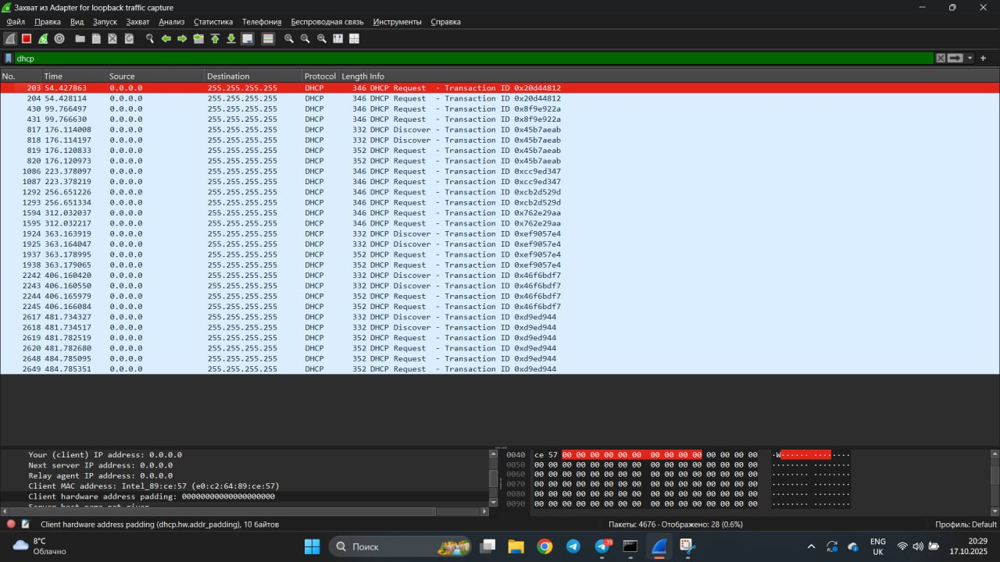 Захват из Adapter for loopback traffic capture
Файл Правка Вид Запуск Захват Анализ Статистика Телефония Беспроводная связь Инструменты Справка
dhcp
No. Time Source Destination Protocol Length Info
203 54.427863 0.0.0.0 255.255.255.255 DHCP 346 DHCP Request - Transaction ID 0x20d44812
204 54.428114 0.0.0.0 255.255.255.255 DHCP 346 DHCP Request - Transaction ID 0x20d44812
430 99.766497 0.0.0.0 255.255.255.255 DHCP 346 DHCP Request - Transaction ID 0x8f9e922a
431 99.766630 0.0.0.0 255.255.255.255 DHCP 346 DHCP Request - Transaction ID 0x8f9e922a
817 176.114008 0.0.0.0 255.255.255.255 DHCP 332 DHCP Discover - Transaction ID 0x45b7aeab
818 176.114197 0.0.0.0 255.255.255.255 DHCP 332 DHCP Discover - Transaction ID 0x45b7aeab
819 176.120833 0.0.0.0 255.255.255.255 DHCP 352 DHCP Request - Transaction ID 0x45b7aeab
820 176.120973 0.0.0.0 255.255.255.255 DHCP 352 DHCP Request - Transaction ID 0x45b7aeab
1086 223.378097 0.0.0.0 255.255.255.255 DHCP 346 DHCP Request - Transaction ID 0xcc9ed347
1087 223.378219 0.0.0.0 255.255.255.255 DHCP 346 DHCP Request - Transaction ID 0xcc9ed347
1292 256.651226 0.0.0.0 255.255.255.255 DHCP 346 DHCP Request - Transaction ID 0xcb2d529d
1293 256.651334 0.0.0.0 255.255.255.255 DHCP 346 DHCP Request - Transaction ID 0xcb2d529d
1594 312.032037 0.0.0.0 255.255.255.255 DHCP 346 DHCP Request - Transaction ID 0x762e29aa
1595 312.032217 0.0.0.0 255.255.255.255 DHCP 346 DHCP Request - Transaction ID 0x762e29aa
1924 363.163919 0.0.0.0 255.255.255.255 DHCP 332 DHCP Discover - Transaction ID 0xef9057e4
1925 363.164047 0.0.0.0 255.255.255.255 DHCP 332 DHCP Discover - Transaction ID 0xef9057e4
1937 363.178995 0.0.0.0 255.255.255.255 DHCP 352 DHCP Request - Transaction ID 0xef9057e4
1938 363.179065 0.0.0.0 255.255.255.255 DHCP 352 DHCP Request - Transaction ID 0xef9057e4
2242 406.160420 0.0.0.0 255.255.255.255 DHCP 332 DHCP Discover - Transaction ID 0x46f6bdf7
2243 406.160550 0.0.0.0 255.255.255.255 DHCP 332 DHCP Discover - Transaction ID 0x46f6bdf7
2244 406.165979 0.0.0.0 255.255.255.255 DHCP 352 DHCP Request - Transaction ID 0x46f6bdf7
2245 406.166084 0.0.0.0 255.255.255.255 DHCP 352 DHCP Request - Transaction ID 0x46f6bdf7
2617 481.734327 0.0.0.0 255.255.255.255 DHCP 332 DHCP Discover - Transaction ID 0xd9ed944
2618 481.734517 0.0.0.0 255.255.255.255 DHCP 332 DHCP Discover - Transaction ID 0xd9ed944
2619 481.782519 0.0.0.0 255.255.255.255 DHCP 352 DHCP Request - Transaction ID 0xd9ed944
2620 481.782680 0.0.0.0 255.255.255.255 DHCP 352 DHCP Request - Transaction ID 0xd9ed944
2648 484.785095 0.0.0.0 255.255.255.255 DHCP 352 DHCP Request - Transaction ID 0xd9ed944
2649 484.785351 0.0.0.0 255.255.255.255 DHCP 352 DHCP Request - Transaction ID 0xd9ed944
Your (client) IP address: 0.0.0.0
Next server IP address: 0.0.0.0
Relay agent IP address: 0.0.0.0
Client MAC address: Intel_89:ce:57 (e0:c2:64:89:ce:57)
Client hardware address padding: 00000000000000000000
Server host name not given
0040 ce 57 00 00 00 00 00 00 00 00 00 00 00 00 00 00 ·W······ ········
0050 00 00 00 00 00 00 00 00 00 00 00 00 00 00 00 00 ········ ········
0060 00 00 00 00 00 00 00 00 00 00 00 00 00 00 00 00 ········ ········
0070 00 00 00 00 00 00 00 00 00 00 00 00 00 00 00 00 ········ ········
0080 00 00 00 00 00 00 00 00 00 00 00 00 00 00 00 00 ········ ········
0090 00 00 00 00 00 00 00 00 00 00 00 00 00 00 00 00 ········ ········
Client hardware address padding (dhcp.hw.addr_padding), 10 байтов
Пакеты: 4676 · Отображено: 28 (0.6%)
Профиль: Default
8°C
Облачно
Поиск
39
ENG
UK
20:29
17.10.2025